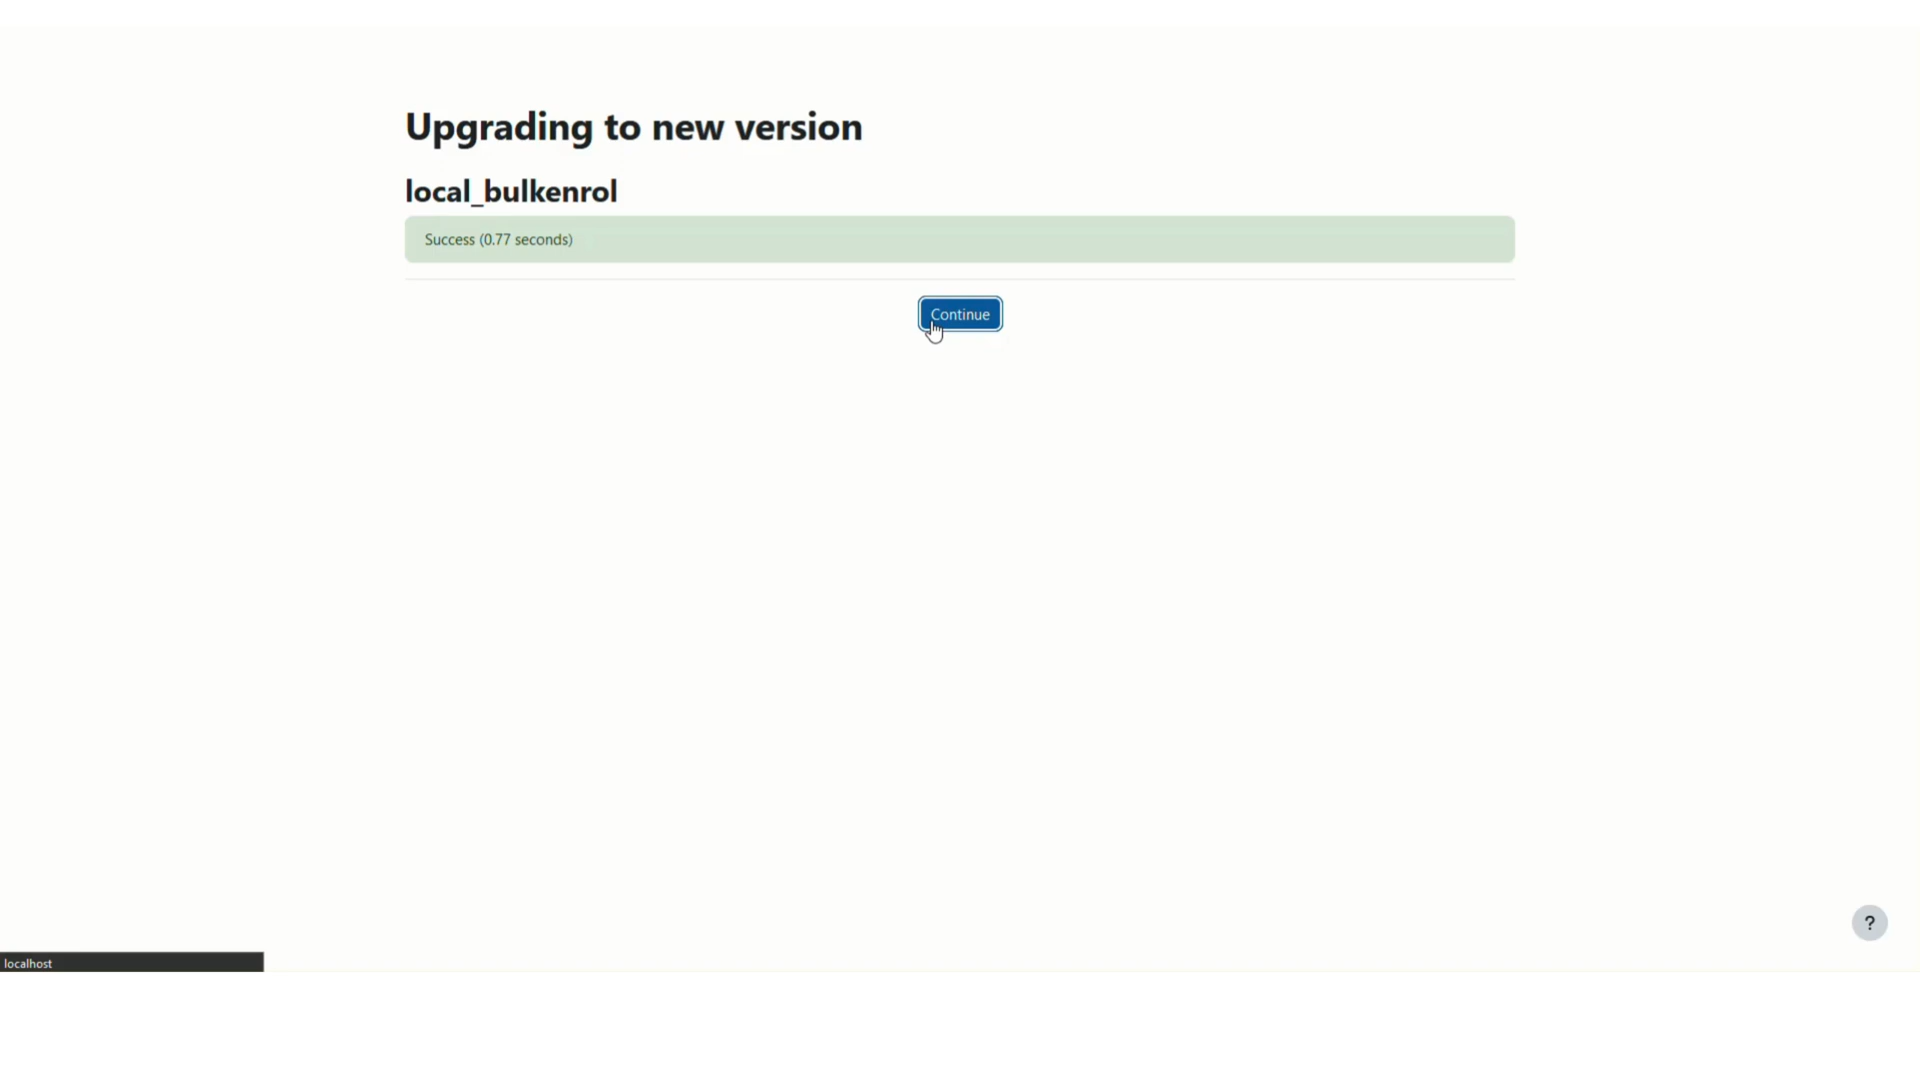 Upgrading to new version
local_bulkenrol
Success (0.77 seconds)
Continue
?
localhost